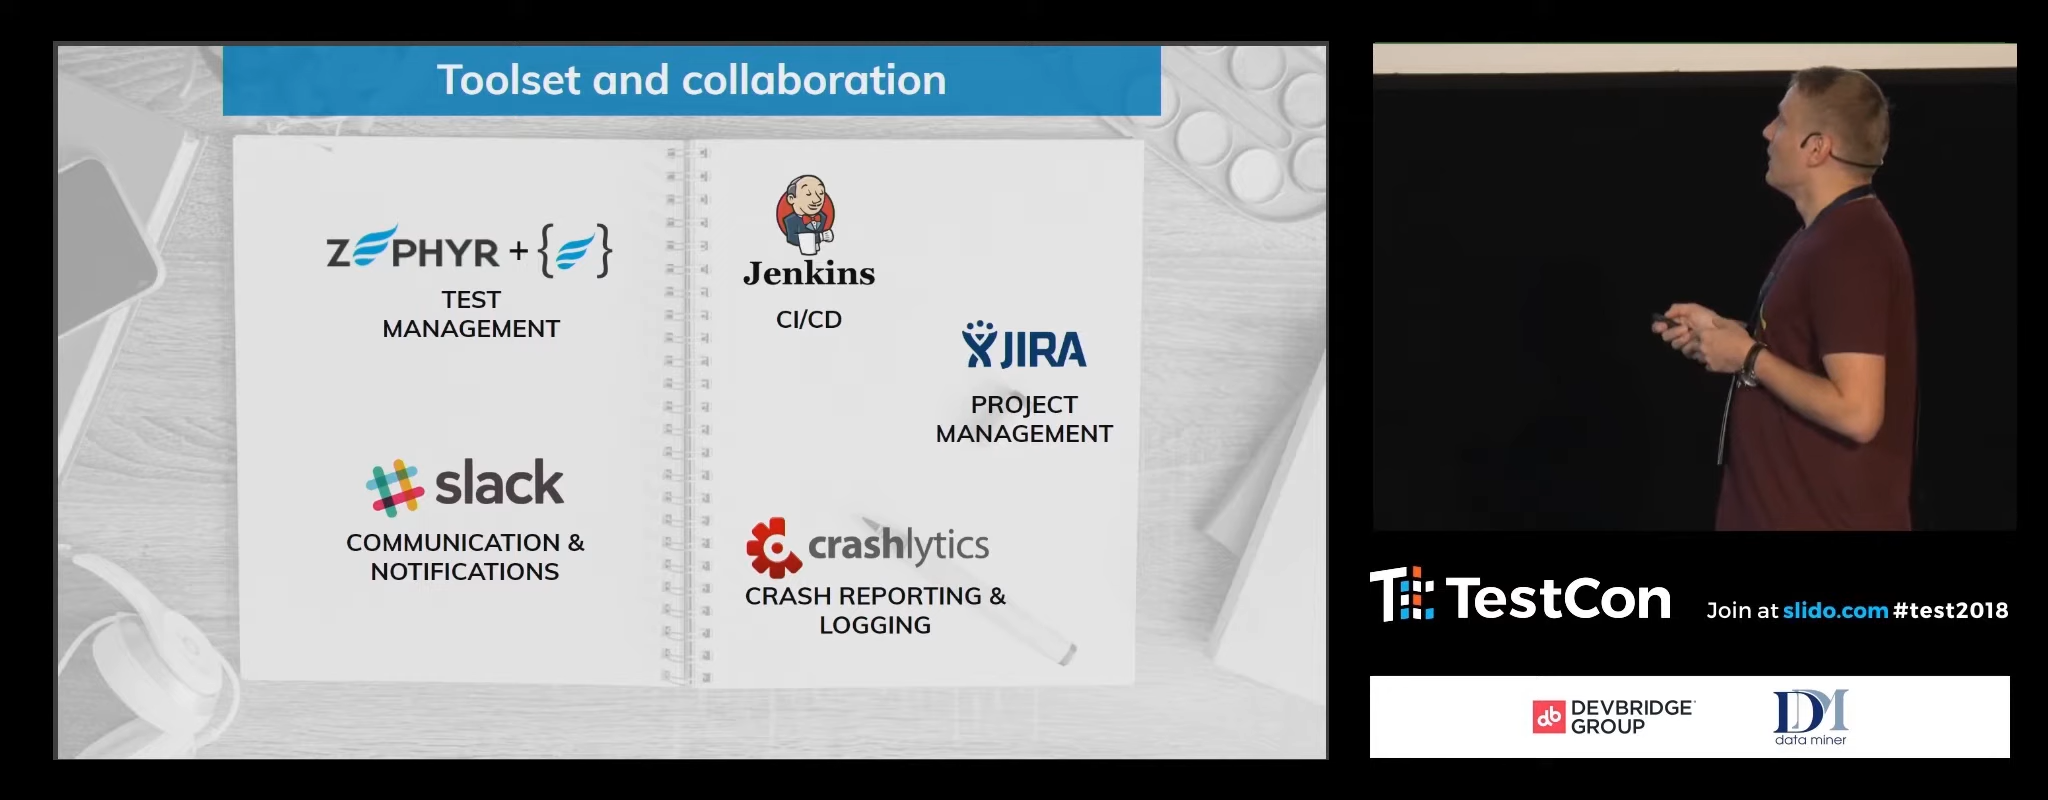 Toolset and collaboration
ZEPHYR + { }
TEST
MANAGEMENT
Jenkins
CI/CD
JIRA
PROJECT
MANAGEMENT
slack
COMMUNICATION &
NOTIFICATIONS
crashlytics
CRASH REPORTING &
LOGGING
TestCon
Join at slido.com #test2018
db DEVBRIDGE
GROUP
DM
data miner